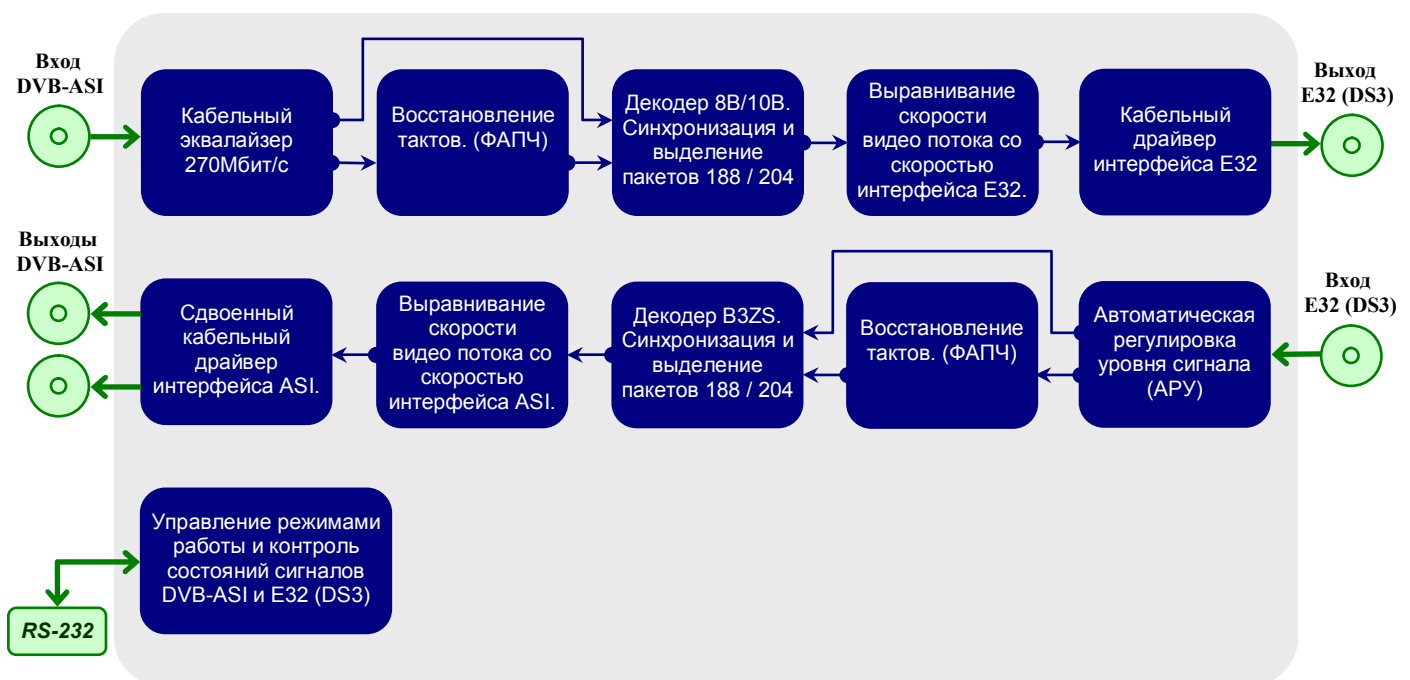 Вход
DVB-ASI
Кабельный
эквалайзер
270Мбит/с
Восстановление
тактов. (ФАПЧ)
Декодер 8B/10B.
Синхронизация и
выделение
пакетов 188 / 204
Выравнивание
скорости
видео потока со
скоростью
интерфейса E32.
Кабельный
драйвер
интерфейса E32
Выход
E32 (DS3)
Выходы
DVB-ASI
Сдвоенный
кабельный
драйвер
интерфейса ASI.
Выравнивание
скорости
видео потока со
скоростью
интерфейса ASI.
Декодер B3ZS.
Синхронизация и
выделение
пакетов 188 / 204
Восстановление
тактов. (ФАПЧ)
Автоматическая
регулировка
уровня сигнала
(АРУ)
Вход
E32 (DS3)
Управление режимами
работы и контроль
состояний сигналов
DVB-ASI и E32 (DS3)
RS-232